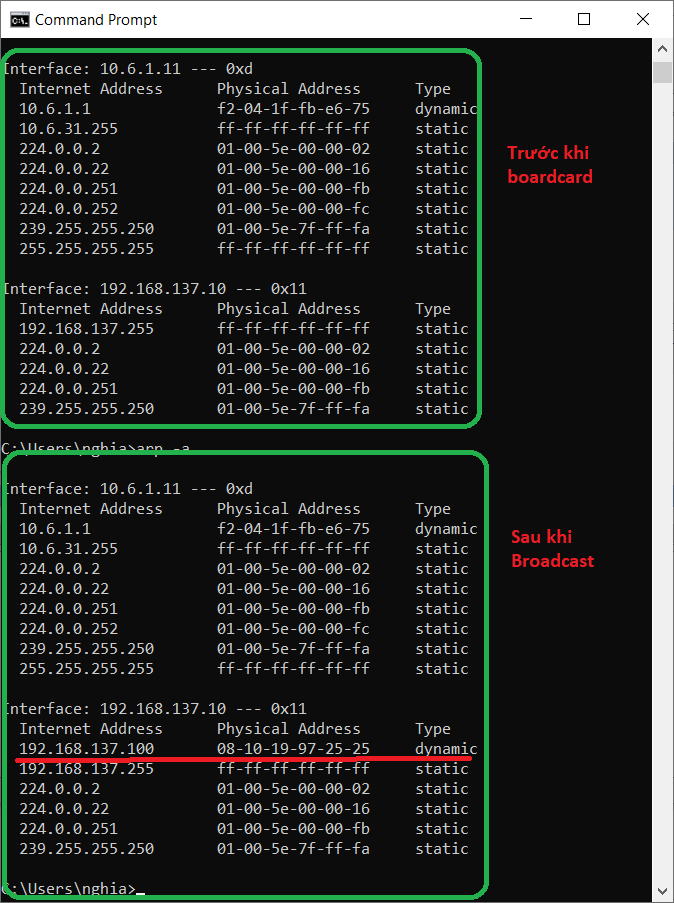 Command Prompt
Interface: 10.6.1.11 --- 0xd
Internet Address Physical Address Type
10.6.1.1 f2-04-1f-fb-e6-75 dynamic
10.6.31.255 ff-ff-ff-ff-ff-ff static
224.0.0.2 01-00-5e-00-00-02 static
224.0.0.22 01-00-5e-00-00-16 static
224.0.0.251 01-00-5e-00-00-fb static
224.0.0.252 01-00-5e-00-00-fc static
239.255.255.250 01-00-5e-7f-ff-fa static
255.255.255.255 ff-ff-ff-ff-ff-ff static
Trước khi
boardcard
Interface: 192.168.137.10 --- 0x11
Internet Address Physical Address Type
192.168.137.255 ff-ff-ff-ff-ff-ff static
224.0.0.2 01-00-5e-00-00-02 static
224.0.0.22 01-00-5e-00-00-16 static
224.0.0.251 01-00-5e-00-00-fb static
239.255.255.250 01-00-5e-7f-ff-fa static
C:\Users\nghia>arp -a
Interface: 10.6.1.11 --- 0xd
Internet Address Physical Address Type
10.6.1.1 f2-04-1f-fb-e6-75 dynamic
10.6.31.255 ff-ff-ff-ff-ff-ff static
224.0.0.2 01-00-5e-00-00-02 static
224.0.0.22 01-00-5e-00-00-16 static
224.0.0.251 01-00-5e-00-00-fb static
224.0.0.252 01-00-5e-00-00-fc static
239.255.255.250 01-00-5e-7f-ff-fa static
255.255.255.255 ff-ff-ff-ff-ff-ff static
Sau khi
Broadcast
Interface: 192.168.137.10 --- 0x11
Internet Address Physical Address Type
192.168.137.100 08-10-19-97-25-25 dynamic
192.168.137.255 ff-ff-ff-ff-ff-ff static
224.0.0.2 01-00-5e-00-00-02 static
224.0.0.22 01-00-5e-00-00-16 static
224.0.0.251 01-00-5e-00-00-fb static
239.255.255.250 01-00-5e-7f-ff-fa static
C:\Users\nghia>_